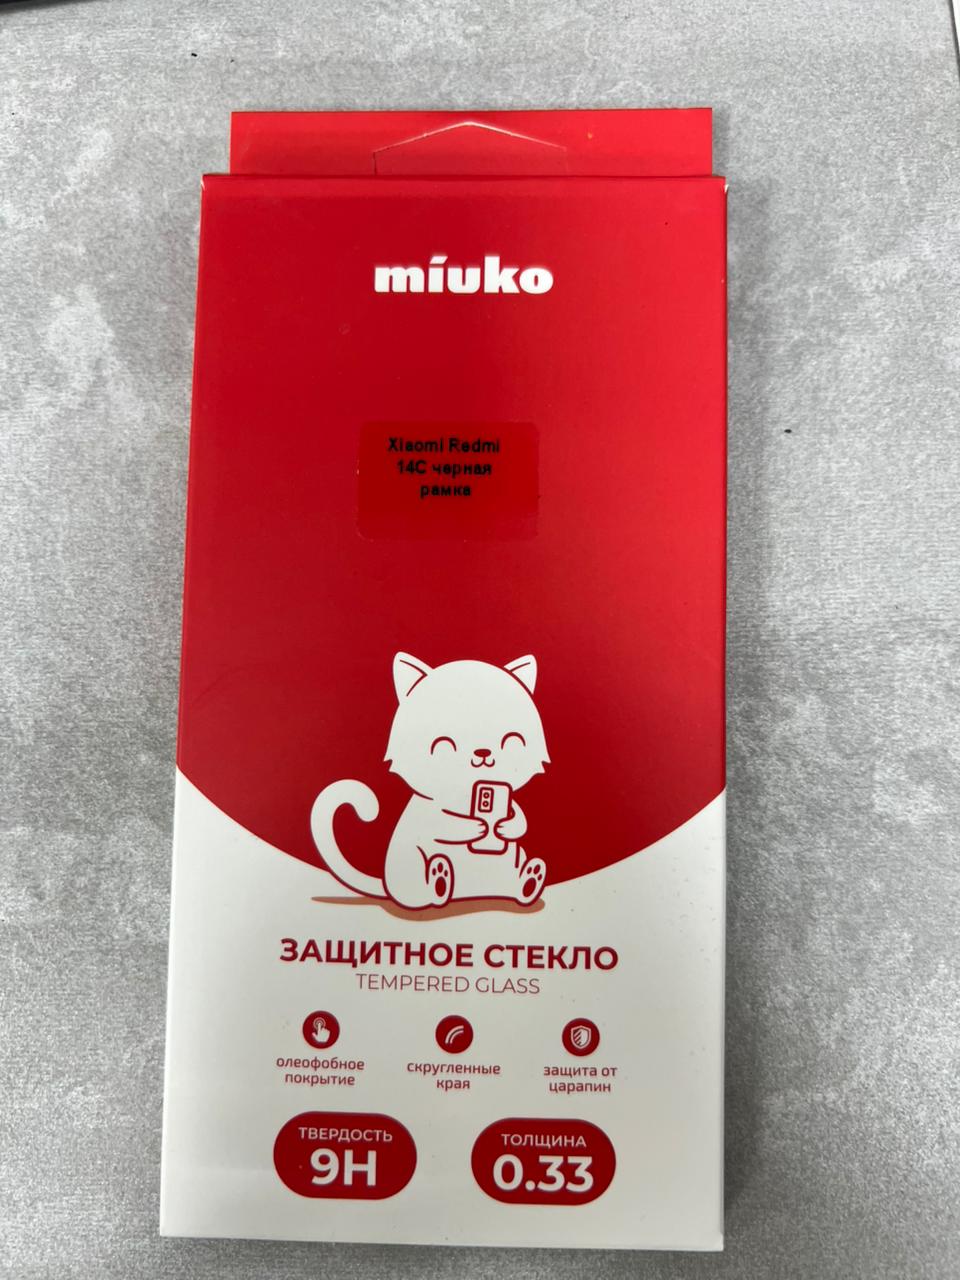 míuko
Xiaomi Redmi
14C черная
рамка
ЗАЩИТНОЕ СТЕКЛО
TEMPERED GLASS
олеофобное
покрытие
скругленные
края
защита от
царапин
ТВЕРДОСТЬ
9H
ТОЛЩИНА
0.33